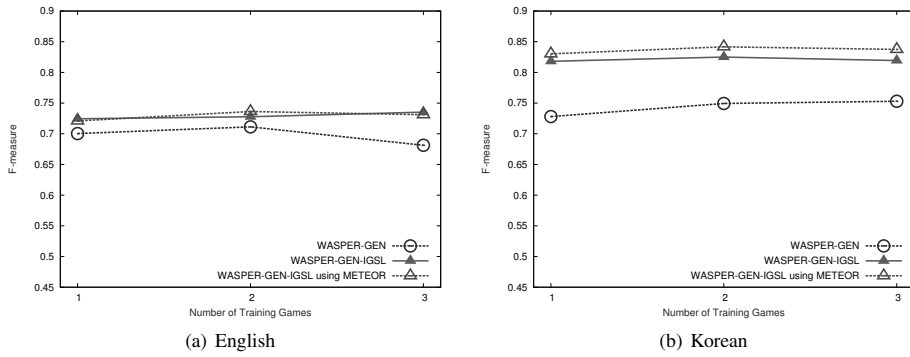 0.9
0.85
0.8
0.75
0.7
0.65
0.6
0.55
0.5
0.45
F-measure
1
2
3
Number of Training Games
WASPER-GEN
WASPER-GEN-IGSL
WASPER-GEN-IGSL using METEOR
(a) English
0.9
0.85
0.8
0.75
0.7
0.65
0.6
0.55
0.5
0.45
F-measure
1
2
3
Number of Training Games
WASPER-GEN
WASPER-GEN-IGSL
WASPER-GEN-IGSL using METEOR
(b) Korean